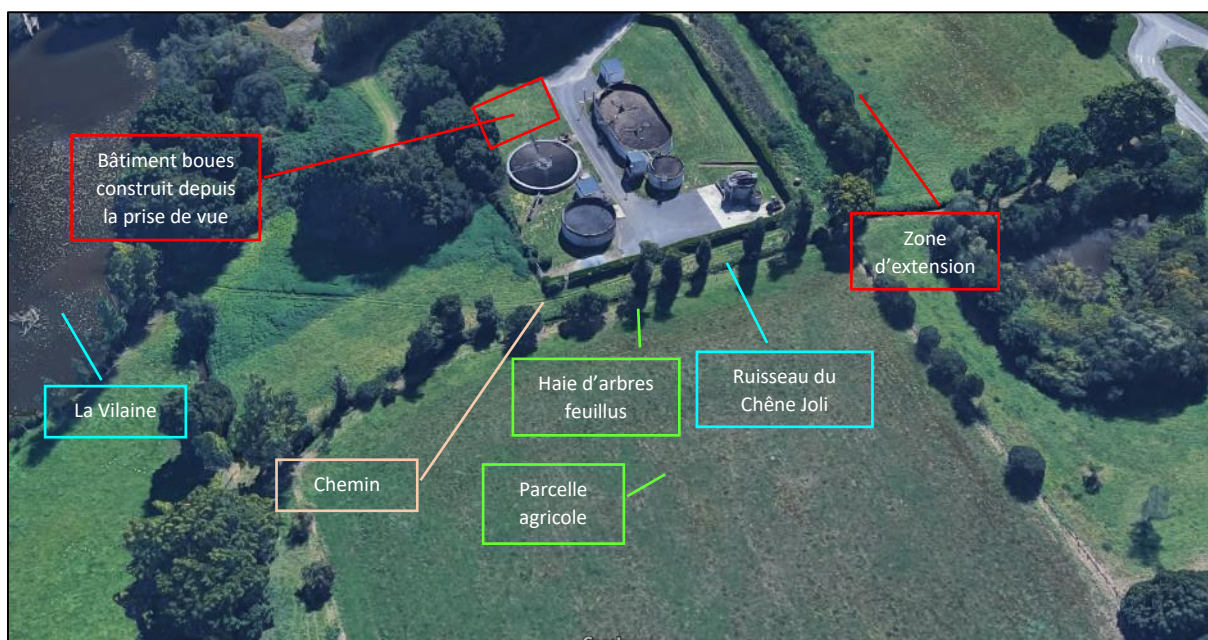 Bâtiment boues
construit depuis
la prise de vue
Zone
d’extension
La Vilaine
Haie d’arbres
feuillus
Ruisseau du
Chêne Joli
Chemin
Parcelle
agricole